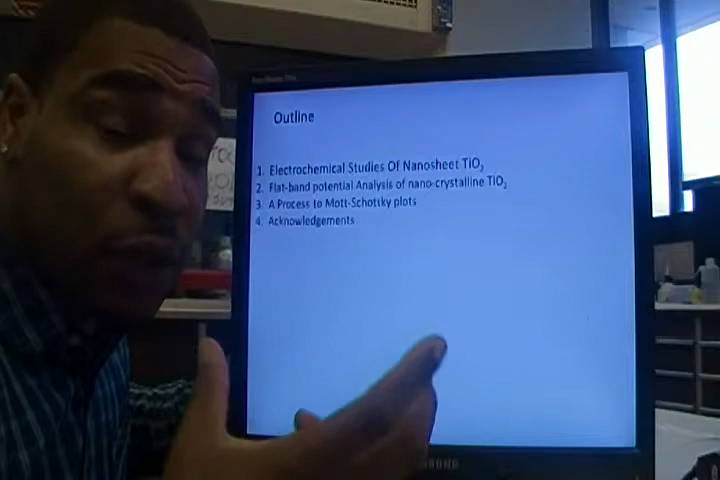 Outline
1. Electrochemical Studies Of Nanosheet TiO2
2. Flat-band potential Analysis of nano-crystalline TiO2
3. A Process to Mott-Schottky plots
4. Acknowledgements